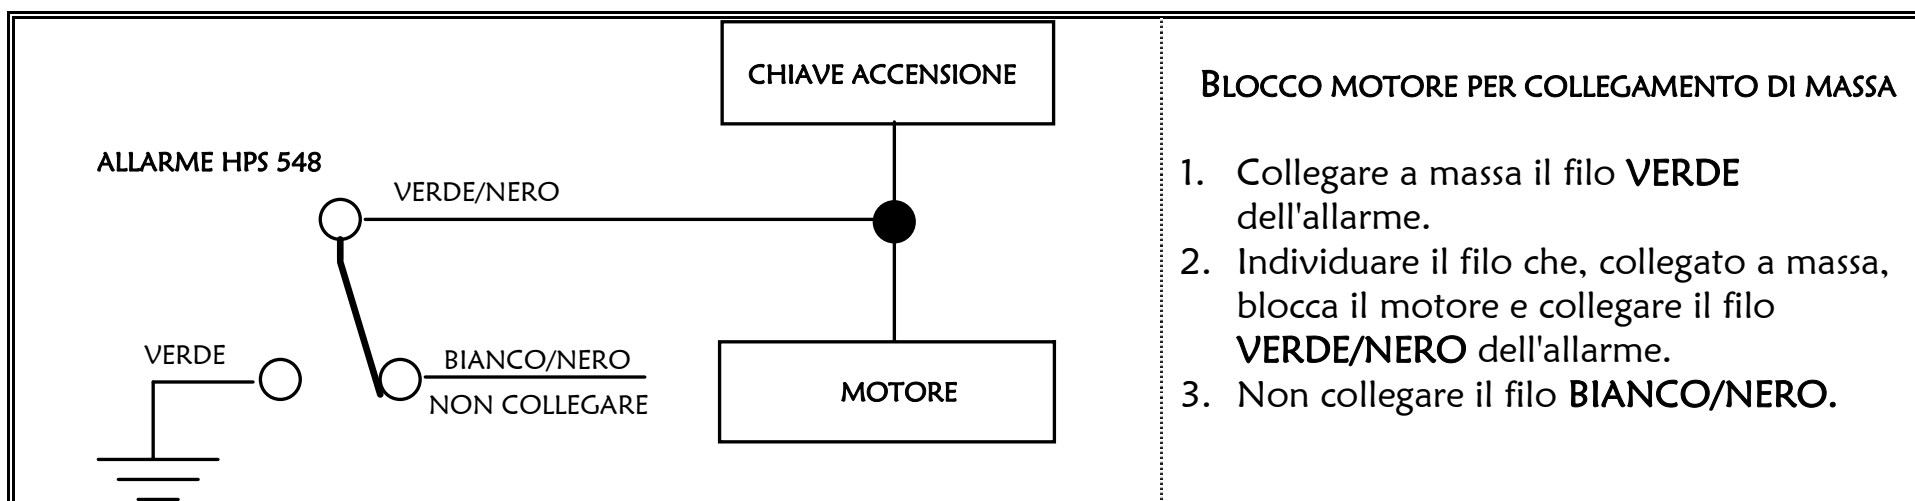 CHIAVE ACCENSIONE
ALLARME HPS 548
VERDE/NERO
VERDE
BIANCO/NERO
NON COLLEGARE
MOTORE
BLOCCO MOTORE PER COLLEGAMENTO DI MASSA
1. Collegare a massa il filo VERDE
dell'allarme.
2. Individuare il filo che, collegato a massa,
blocca il motore e collegare il filo
VERDE/NERO dell'allarme.
3. Non collegare il filo BIANCO/NERO.